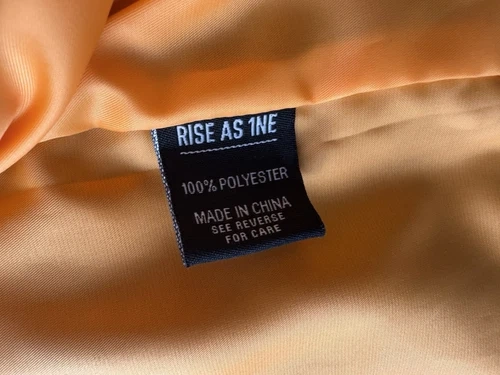 RISE AS 1NE
100% POLYESTER
MADE IN CHINA
SEE REVERSE
FOR CARE